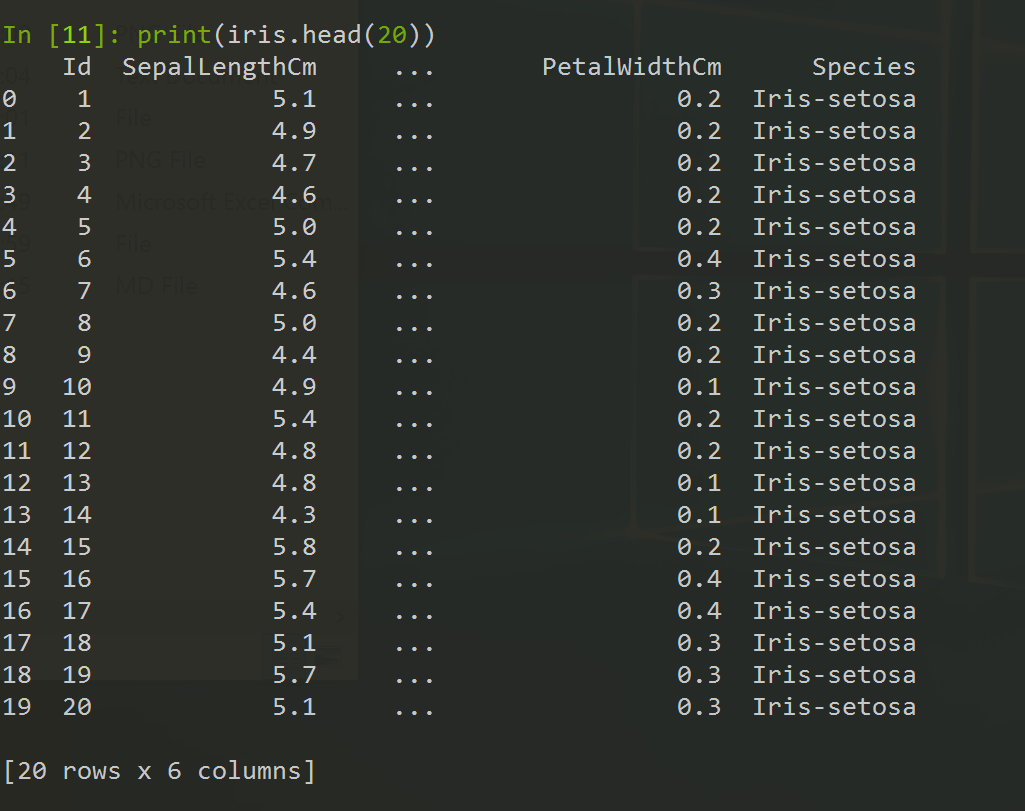 In [11]: print(iris.head(20))
    Id  SepalLengthCm     ...       PetalWidthCm      Species
0    1            5.1     ...                0.2  Iris-setosa
1    2            4.9     ...                0.2  Iris-setosa
2    3            4.7     ...                0.2  Iris-setosa
3    4            4.6     ...                0.2  Iris-setosa
4    5            5.0     ...                0.2  Iris-setosa
5    6            5.4     ...                0.4  Iris-setosa
6    7            4.6     ...                0.3  Iris-setosa
7    8            5.0     ...                0.2  Iris-setosa
8    9            4.4     ...                0.2  Iris-setosa
9   10            4.9     ...                0.1  Iris-setosa
10  11            5.4     ...                0.2  Iris-setosa
11  12            4.8     ...                0.2  Iris-setosa
12  13            4.8     ...                0.1  Iris-setosa
13  14            4.3     ...                0.1  Iris-setosa
14  15            5.8     ...                0.2  Iris-setosa
15  16            5.7     ...                0.4  Iris-setosa
16  17            5.4     ...                0.4  Iris-setosa
17  18            5.1     ...                0.3  Iris-setosa
18  19            5.7     ...                0.3  Iris-setosa
19  20            5.1     ...                0.3  Iris-setosa
[20 rows x 6 columns]
File
PNG File
File
MD File